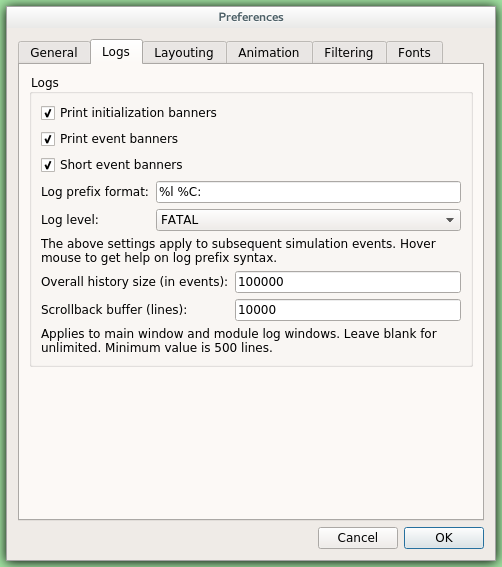 Preferences
General Logs Layouting Animation Filtering Fonts
Logs
Print initialization banners
Print event banners
Short event banners
Log prefix format: %l %C:
Log level: FATAL
The above settings apply to subsequent simulation events. Hover
mouse to get help on log prefix syntax.
Overall history size (in events): 100000
Scrollback buffer (lines): 10000
Applies to main window and module log windows. Leave blank for
unlimited. Minimum value is 500 lines.
Cancel OK